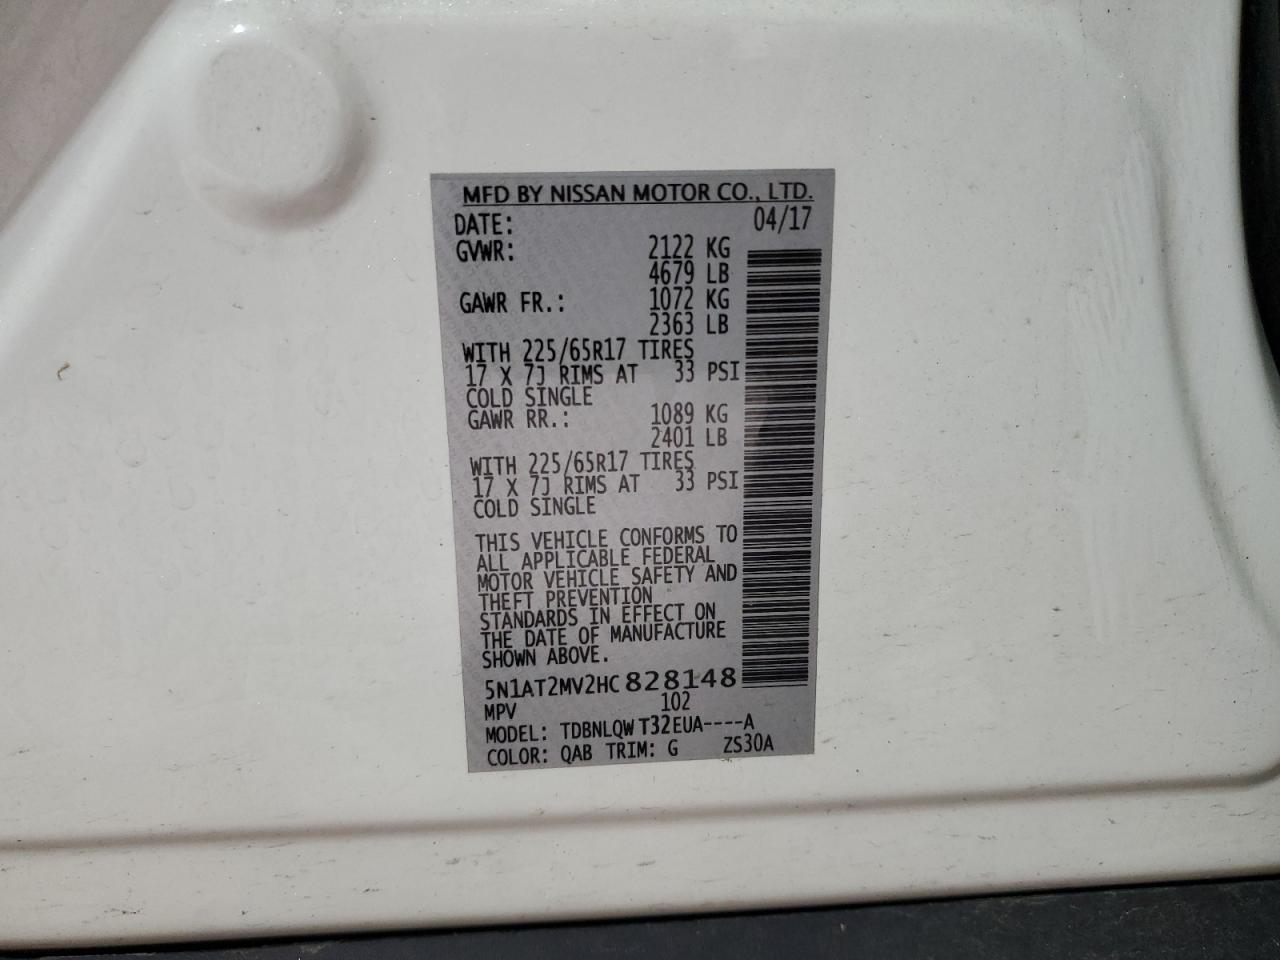 MFD BY NISSAN MOTOR CO., LTD.
DATE: 04/17
GVWR: 2122 KG
4679 LB
GAWR FR.: 1072 KG
2363 LB
WITH 225/65R17 TIRES
17 X 7J RIMS AT 33 PSI
COLD SINGLE
GAWR RR.: 1089 KG
2401 LB
WITH 225/65R17 TIRES
17 X 7J RIMS AT 33 PSI
COLD SINGLE
THIS VEHICLE CONFORMS TO
ALL APPLICABLE FEDERAL
MOTOR VEHICLE SAFETY AND
THEFT PREVENTION
STANDARDS IN EFFECT ON
THE DATE OF MANUFACTURE
SHOWN ABOVE.
5N1AT2MV2HC828148
MPV 102
MODEL: TDBNLQW T32EUA----A
COLOR: QAB TRIM: G ZS30A